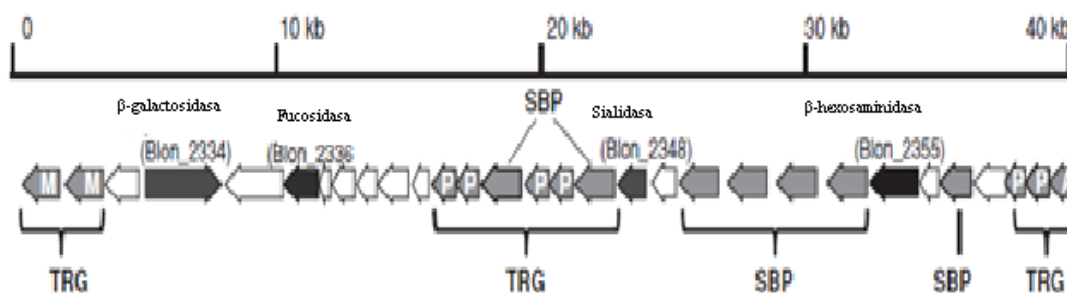 0 10 kb 20 kb 30 kb 40 kb
β-galactosidasa Fucosidasa SBP Sialidasa β-hexosaminidasa
(Blon_2334) (Blon_2336 (Blon_2348) (Blon_2355)
M M P P P P P P
TRG TRG SBP SBP TRG